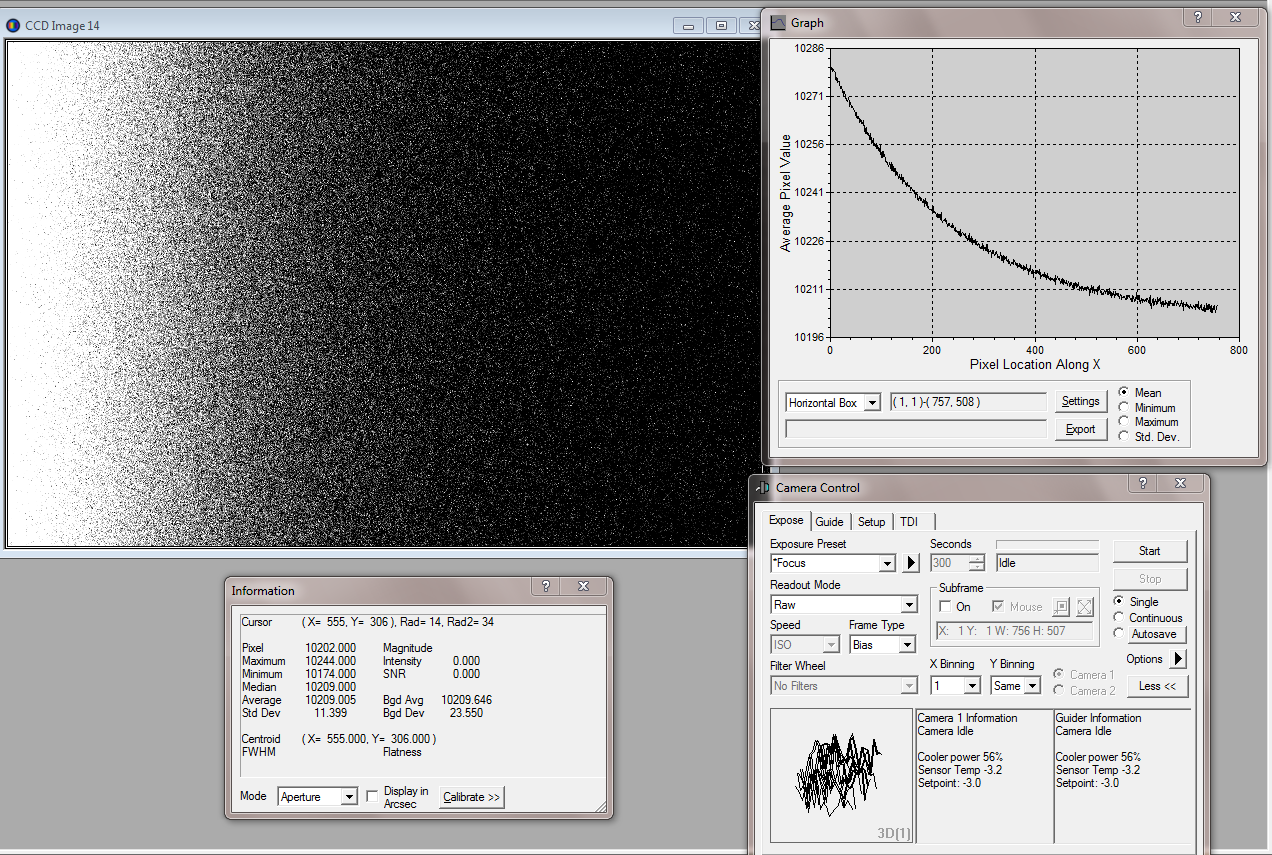 CCD Image 14
Graph
10286
10271
10256
10241
10226
10211
10196
Average Pixel Value
0 200 400 600 800
Pixel Location Along X
Horizontal Box ( 1, 1 )-( 757, 508 ) Settings
Export
Mean
Minimum
Maximum
Std. Dev.
Information
Cursor ( X= 555, Y= 306 ), Rad= 14, Rad2= 34
Pixel 10202.000 Magnitude
Maximum 10244.000 Intensity 0.000
Minimum 10174.000 SNR 0.000
Median 10209.000
Average 10209.005 Bgd Avg 10209.646
Std Dev 11.399 Bgd Dev 23.550
Centroid ( X= 555.000, Y= 306.000 )
FWHM Flatness
Mode Aperture Display in Arcsec Calibrate >>
Camera Control
Expose Guide Setup TDI
Exposure Preset Seconds
*Focus 300 Idle Start
Stop
Readout Mode Subframe
Raw On Mouse
X: 1 Y: 1 W: 756 H: 507
Single
Continuous
Autosave
Speed Frame Type
ISO Bias
Options
Filter Wheel X Binning Y Binning
No Filters 1 Same
Camera 1
Camera 2
Less <<
3D(1)
Camera 1 Information
Camera Idle
Cooler power 56%
Sensor Temp -3.2
Setpoint: -3.0
Guider Information
Camera Idle
Cooler power 56%
Sensor Temp -3.2
Setpoint: -3.0